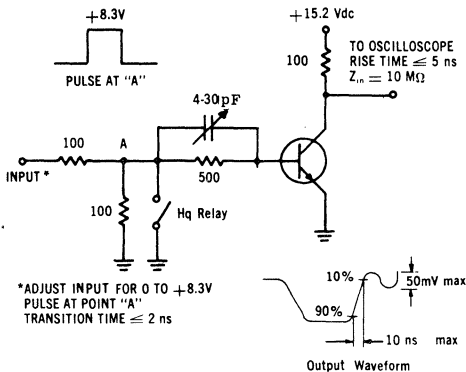 +8.3V
PULSE AT "A"
+15.2 Vdc
100
TO OSCILLOSCOPE
RISE TIME ≤ 5 ns
Zin = 10 MΩ
4-30 pF
100
A
500
INPUT *
100
Hq Relay
*ADJUST INPUT FOR 0 TO +8.3V
PULSE AT POINT "A"
TRANSITION TIME ≤ 2 ns
10%
50mV max
90%
10 ns max
Output Waveform